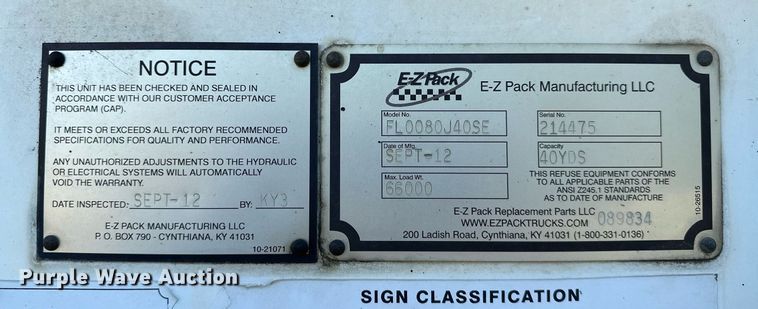 NOTICE
THIS UNIT HAS BEEN CHECKED AND SEALED IN
ACCORDANCE WITH OUR CUSTOMER ACCEPTANCE
PROGRAM (CAP).
IT MEETS OR EXCEEDS ALL FACTORY RECOMMENDED
SPECIFICATIONS FOR QUALITY AND PERFORMANCE.
ANY UNAUTHORIZED ADJUSTMENTS TO THE HYDRAULIC
OR ELECTRICAL SYSTEMS WILL AUTOMATICALLY
VOID THE WARRANTY.
DATE INSPECTED: SEPT-12 BY: KY3
E-Z PACK MANUFACTURING LLC
P. O. BOX 790 - CYNTHIANA, KY 41031
10-21071
E-Z Pack
E-Z Pack Manufacturing LLC
Model No.
FL0080J40SE
Serial No.
214475
Date of Mfg.
SEPT-12
Capacity
40YDS
Max. Load Wt.
66000
THIS REFUSE EQUIPMENT CONFORMS
TO ALL APPLICABLE PARTS OF THE
ANSI Z245.1 STANDARDS
AS TO DATE OF MANUFACTURE
10-26515
E-Z Pack Replacement Parts LLC
WWW.EZPACKTRUCKS.COM 089834
200 Ladish Road, Cynthiana, KY 41031 (1-800-331-0136)
Purple Wave Auction
SIGN CLASSIFICATION